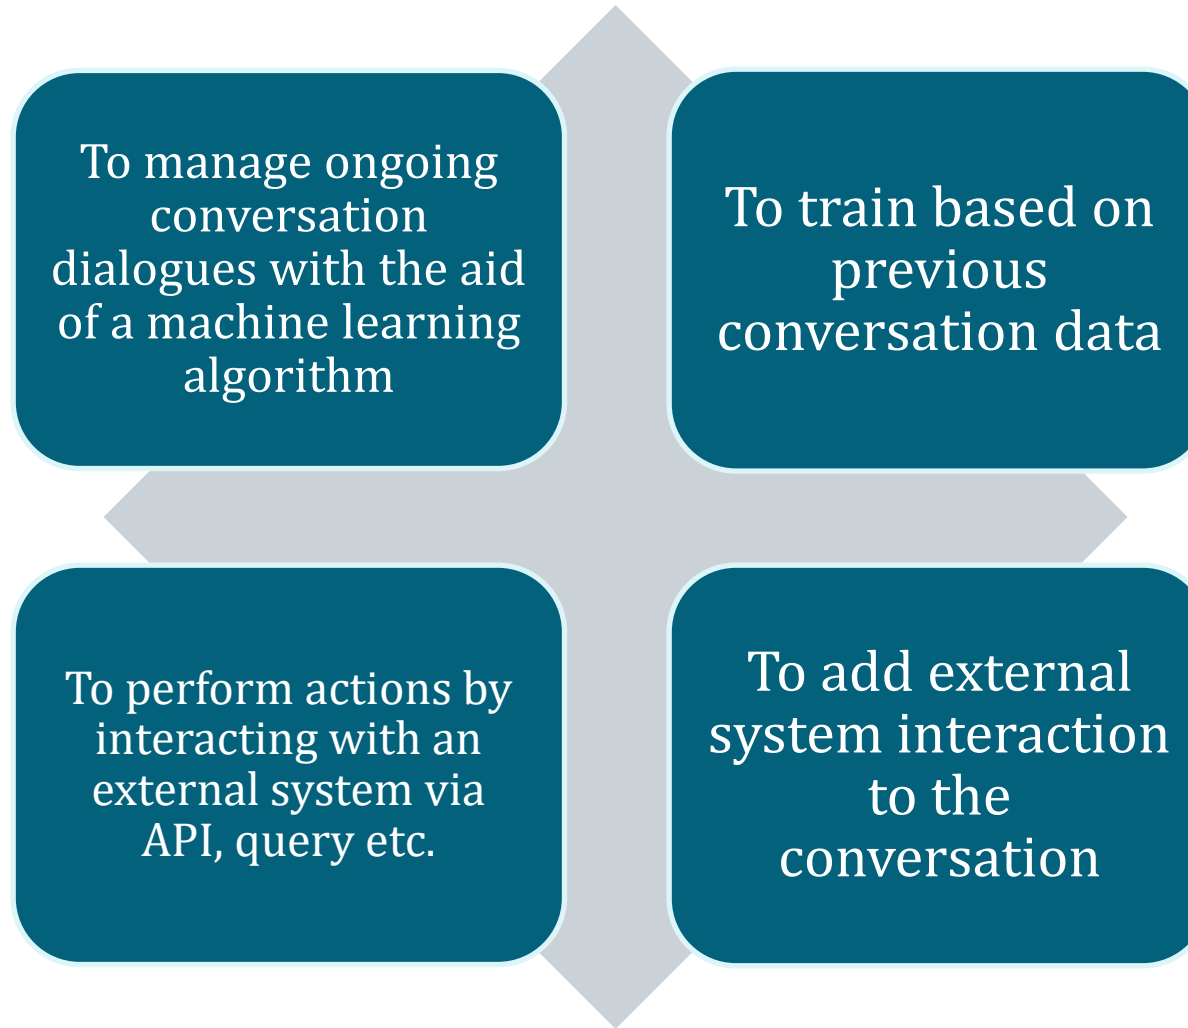 To manage ongoing
conversation
dialogues with the aid
of a machine learning
algorithm
To train based on
previous
conversation data
To perform actions by
interacting with an
external system via
API, query etc.
To add external
system interaction
to the
conversation